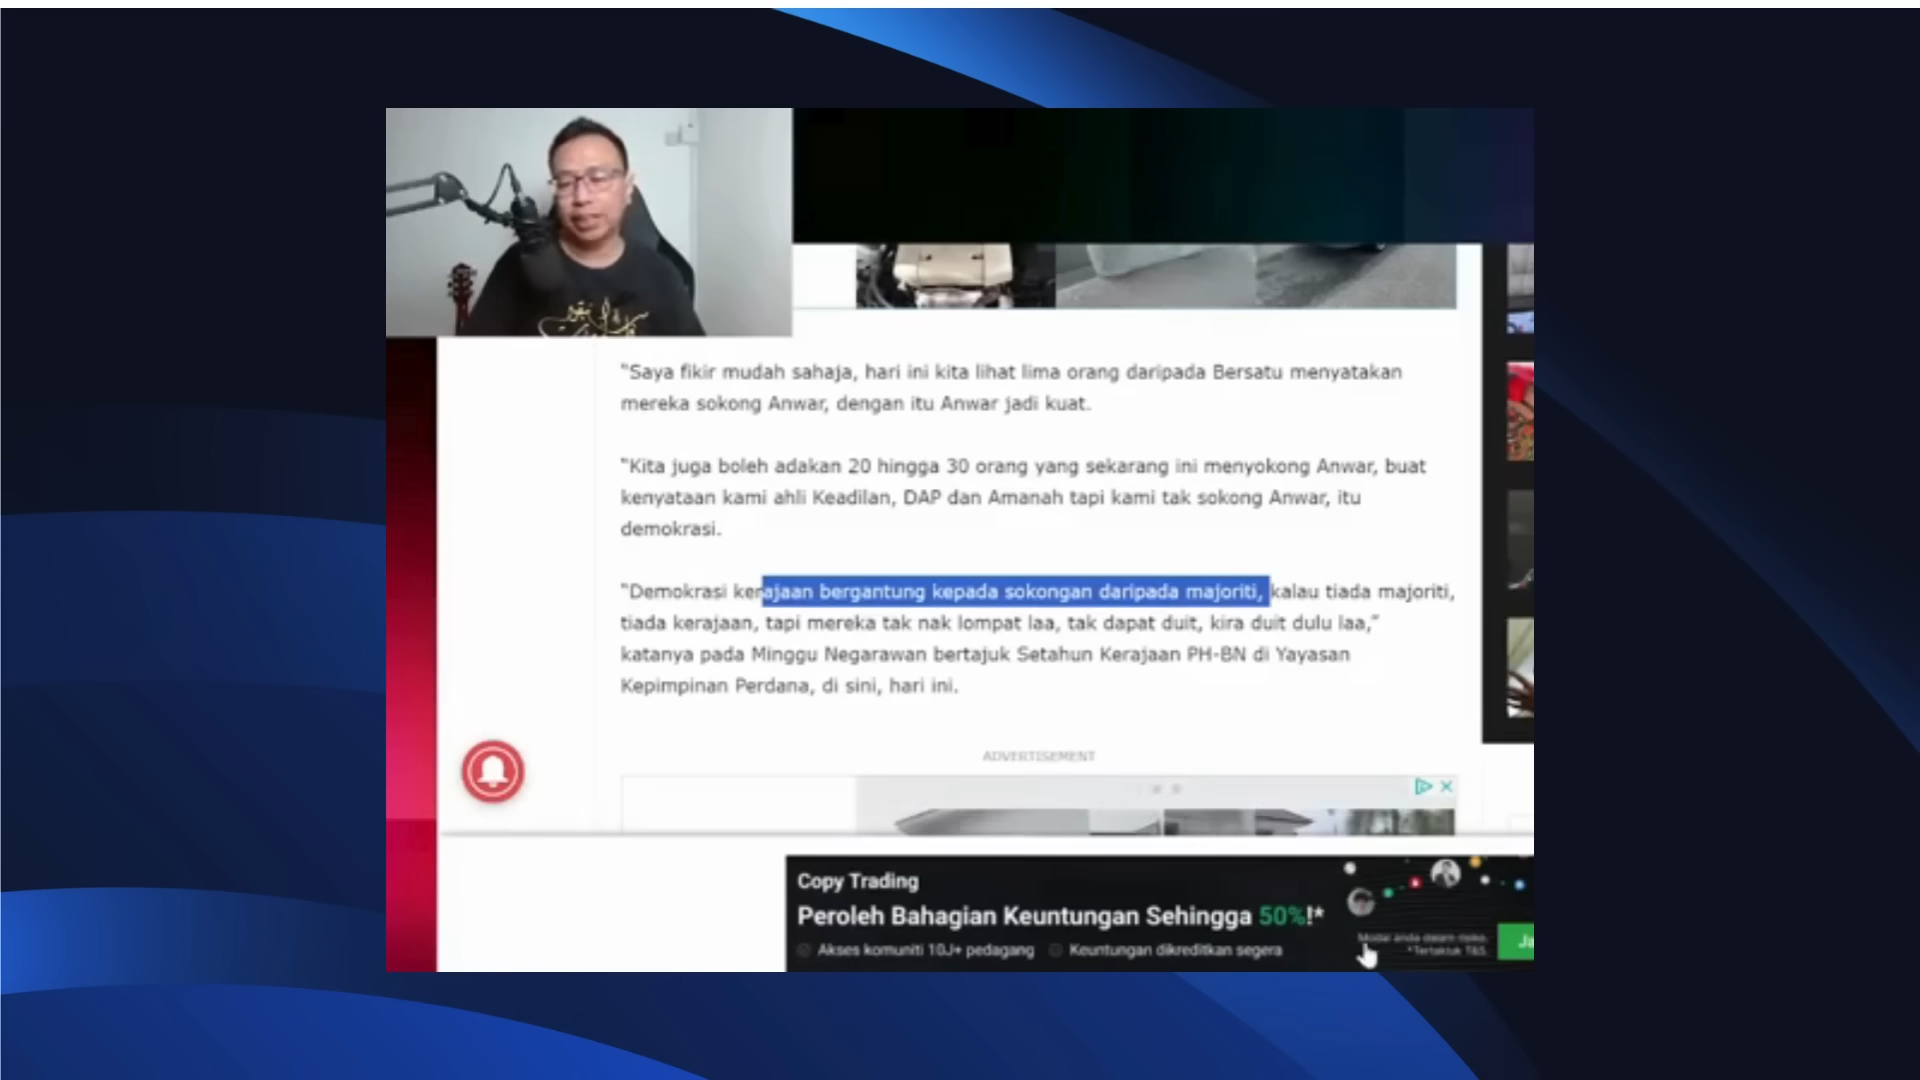 “Saya fikir mudah sahaja, hari ini kita lihat lima orang daripada Bersatu menyatakan
mereka sokong Anwar, dengan itu Anwar jadi kuat.
“Kita juga boleh adakan 20 hingga 30 orang yang sekarang ini menyokong Anwar, buat
kenyataan kami ahli Keadilan, DAP dan Amanah tapi kami tak sokong Anwar, itu
demokrasi.
“Demokrasi kerajaan bergantung kepada sokongan daripada majoriti, kalau tiada majoriti,
tiada kerajaan, tapi mereka tak nak lompat laa, tak dapat duit, kira duit dulu laa,”
katanya pada Minggu Negarawan bertajuk Setahun Kerajaan PH-BN di Yayasan
Kepimpinan Perdana, di sini, hari ini.
ADVERTISEMENT
Copy Trading
Peroleh Bahagian Keuntungan Sehingga 50%!*
Akses komuniti 10J+ pedagang
Keuntungan dikreditkan segera
Modal anda dalam risiko.
*Tertakluk T&S.